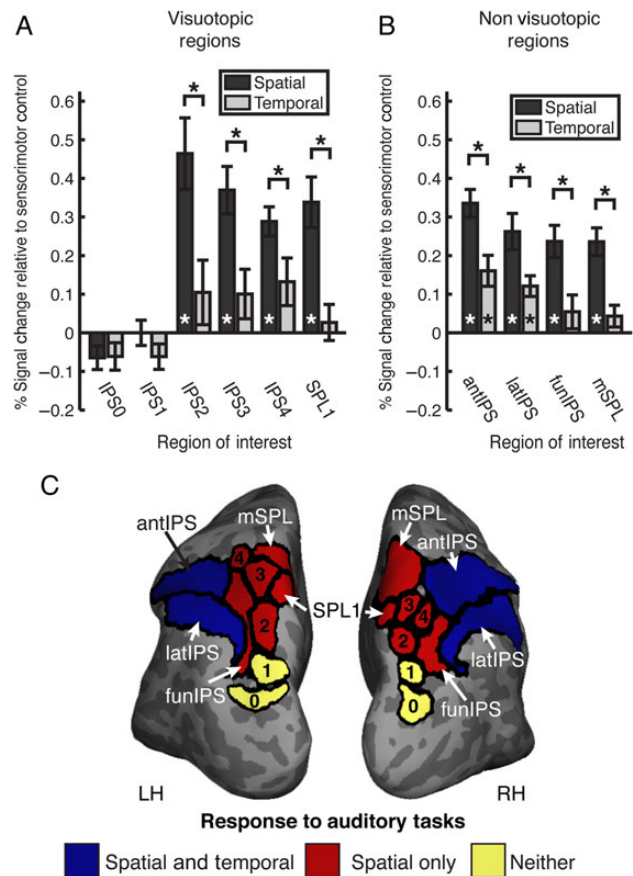 A
Visuotopic
regions
% Signal change relative to sensorimotor control
0.6
0.5
0.4
0.3
0.2
0.1
0
−0.1
−0.2
Spatial
Temporal
* * * *
* * * *
IPS0 IPS1 IPS2 IPS3 IPS4 SPL1
Region of interest
B
Non visuotopic
regions
% Signal change relative to sensorimotor control
0.6
0.5
0.4
0.3
0.2
0.1
0
−0.1
−0.2
Spatial
Temporal
* * * *
* * * * * *
antIPS latIPS funIPS mSPL
Region of interest
C
antIPS
mSPL
4
3
2
1
0
latIPS
funIPS
SPL1
LH
mSPL
antIPS
3
4
2
1
0
latIPS
funIPS
RH
Response to auditory tasks
Spatial and temporal
Spatial only
Neither